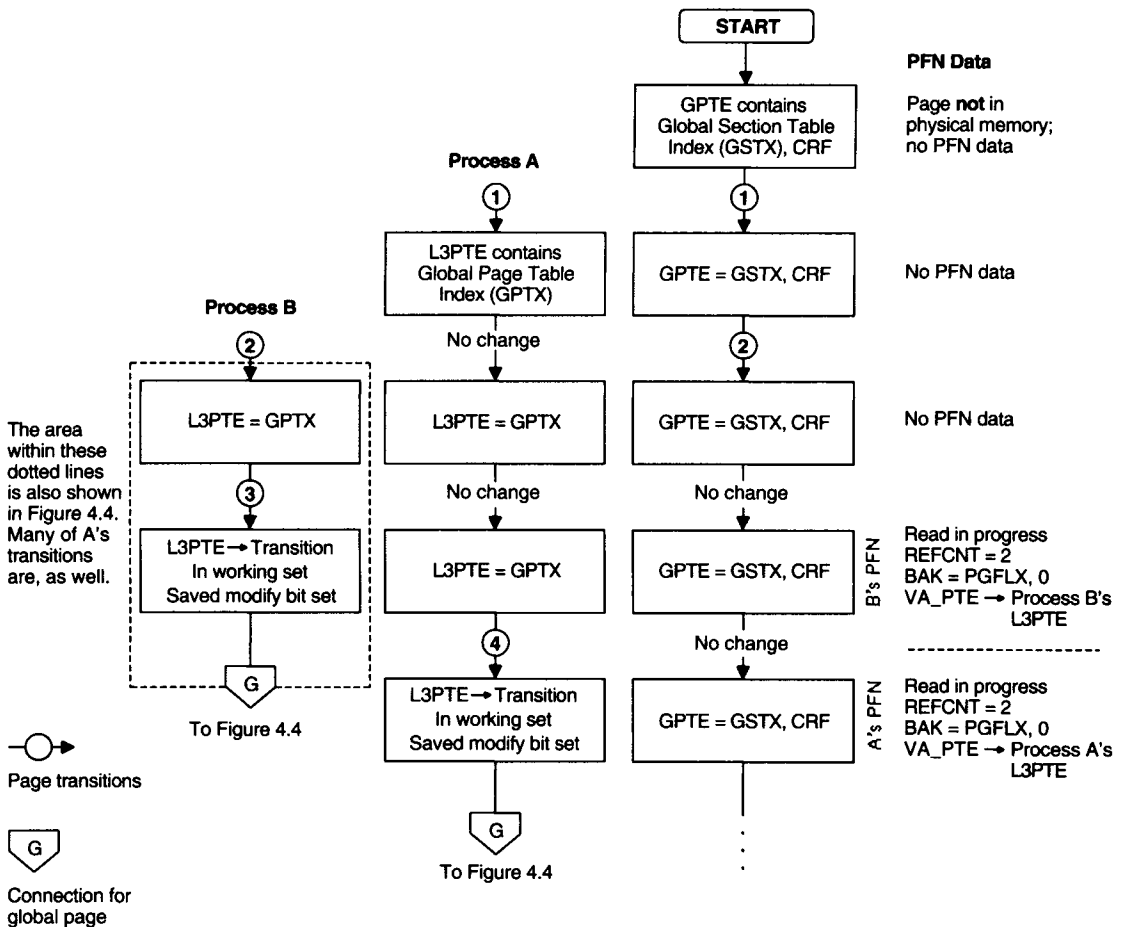 START
PFN Data
GPTE contains
Global Section Table
Index (GSTX), CRF
Page not in
physical memory;
no PFN data
Process A
1
1
L3PTE contains
Global Page Table
Index (GPTX)
GPTE = GSTX, CRF
No PFN data
Process B
No change
2
2
L3PTE = GPTX
L3PTE = GPTX
GPTE = GSTX, CRF
No PFN data
The area
within these
dotted lines
is also shown
in Figure 4.4.
Many of A's
transitions
are, as well.
3
No change
No change
L3PTE → Transition
In working set
Saved modify bit set
L3PTE = GPTX
GPTE = GSTX, CRF
B's PFN
Read in progress
REFCNT = 2
BAK = PGFLX, 0
VA_PTE → Process B's
L3PTE
4
No change
G
To Figure 4.4
L3PTE → Transition
In working set
Saved modify bit set
GPTE = GSTX, CRF
A's PFN
Read in progress
REFCNT = 2
BAK = PGFLX, 0
VA_PTE → Process A's
L3PTE
Page transitions
G
To Figure 4.4
G
Connection for
global page